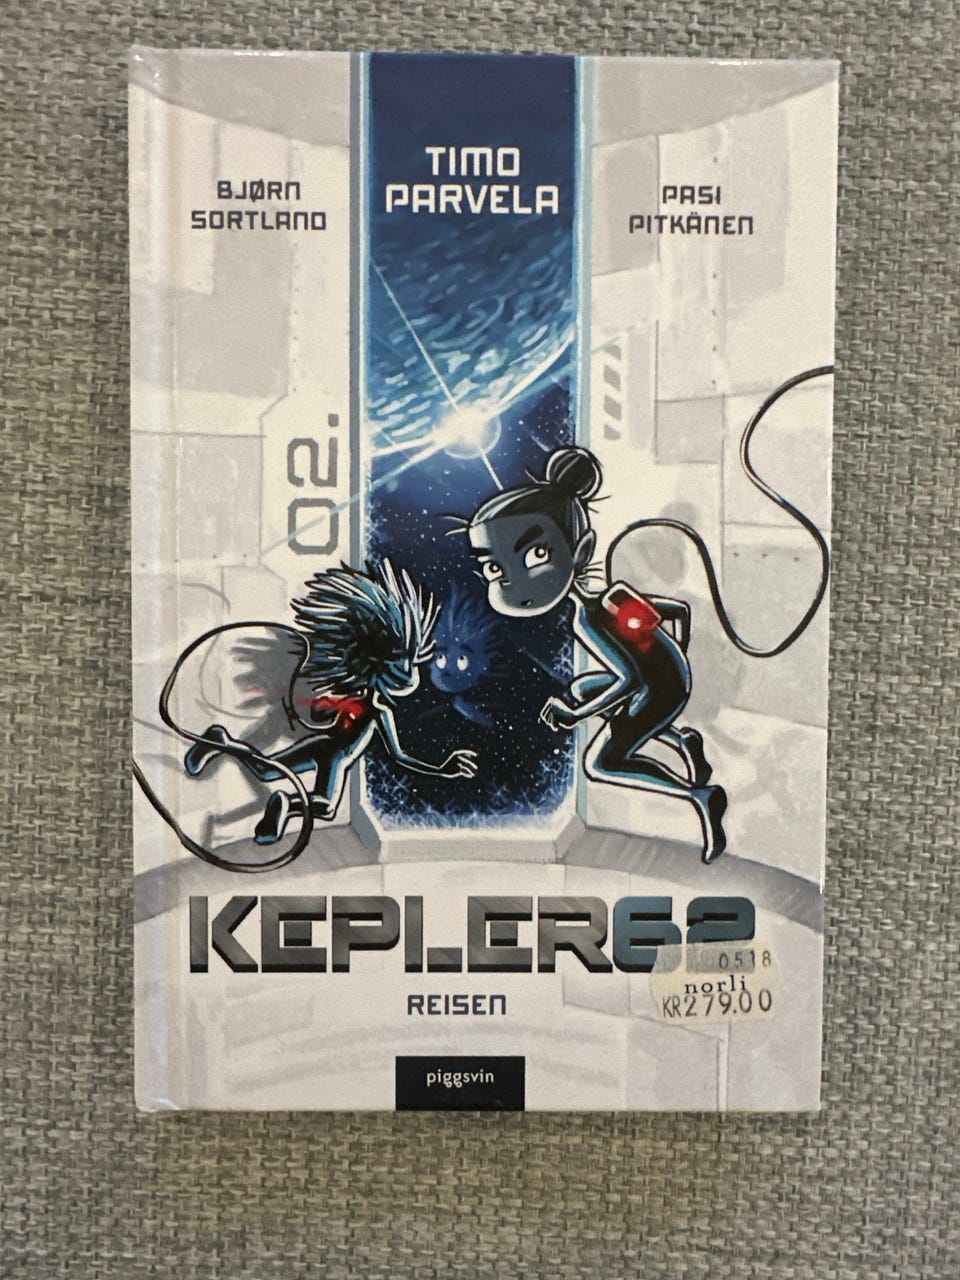 TIMO
PARVELA
BJØRN
SORTLAND
PASI
PITKÄNEN
02.
KEPLER62
0518
norli
KR279.00
REISEN
piggsvin